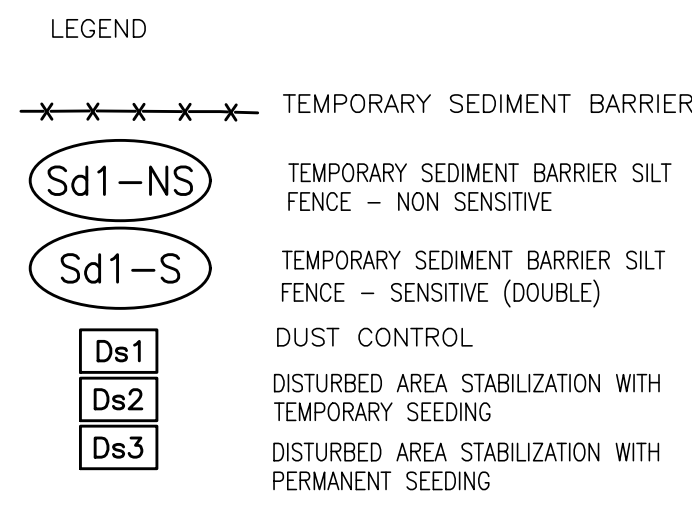 LEGEND
TEMPORARY SEDIMENT BARRIER
Sd1-NS
TEMPORARY SEDIMENT BARRIER SILT
FENCE - NON SENSITIVE
Sd1-S
TEMPORARY SEDIMENT BARRIER SILT
FENCE - SENSITIVE (DOUBLE)
Ds1
DUST CONTROL
Ds2
DISTURBED AREA STABILIZATION WITH
TEMPORARY SEEDING
Ds3
DISTURBED AREA STABILIZATION WITH
PERMANENT SEEDING